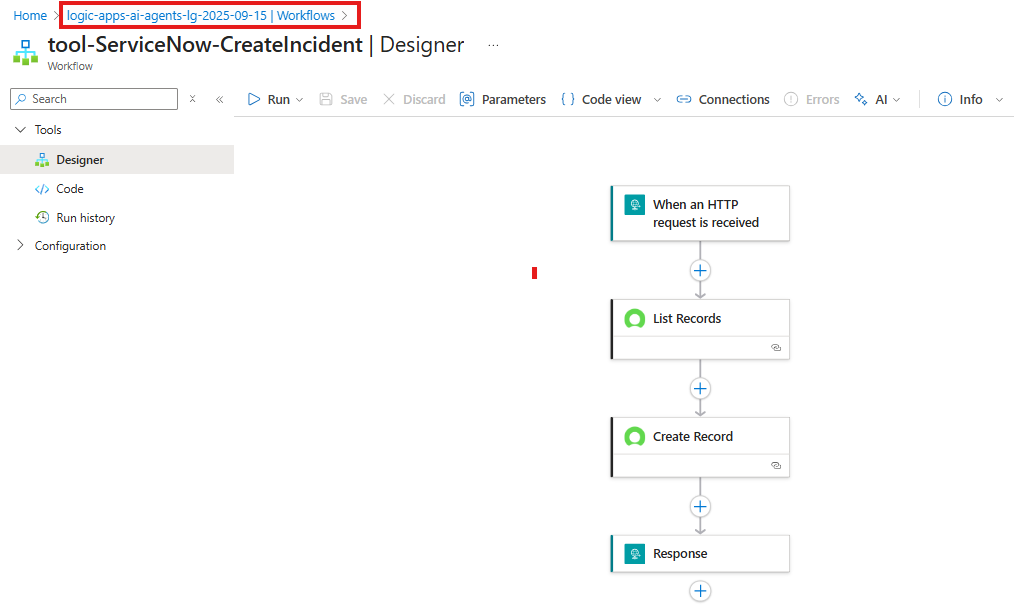 Home
logic-apps-ai-agents-lg-2025-09-15 | Workflows
tool-ServiceNow-CreateIncident | Designer
Workflow
Search
Run
Save
Discard
Parameters
Code view
Connections
Errors
AI
Info
Tools
Designer
Code
Run history
Configuration
When an HTTP
request is received
List Records
Create Record
Response